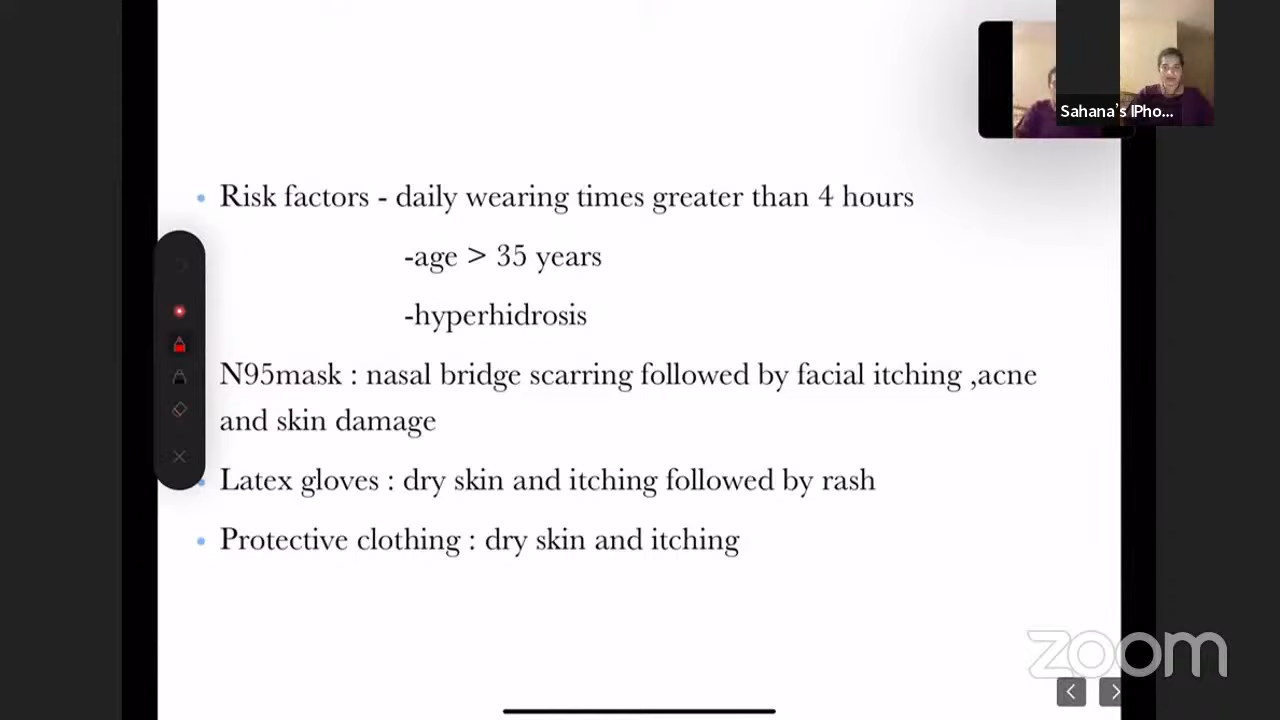 Sahana's IPho...
• Risk factors - daily wearing times greater than 4 hours
-age > 35 years
-hyperhidrosis
N95mask : nasal bridge scarring followed by facial itching ,acne
and skin damage
• Latex gloves : dry skin and itching followed by rash
• Protective clothing : dry skin and itching
zoom